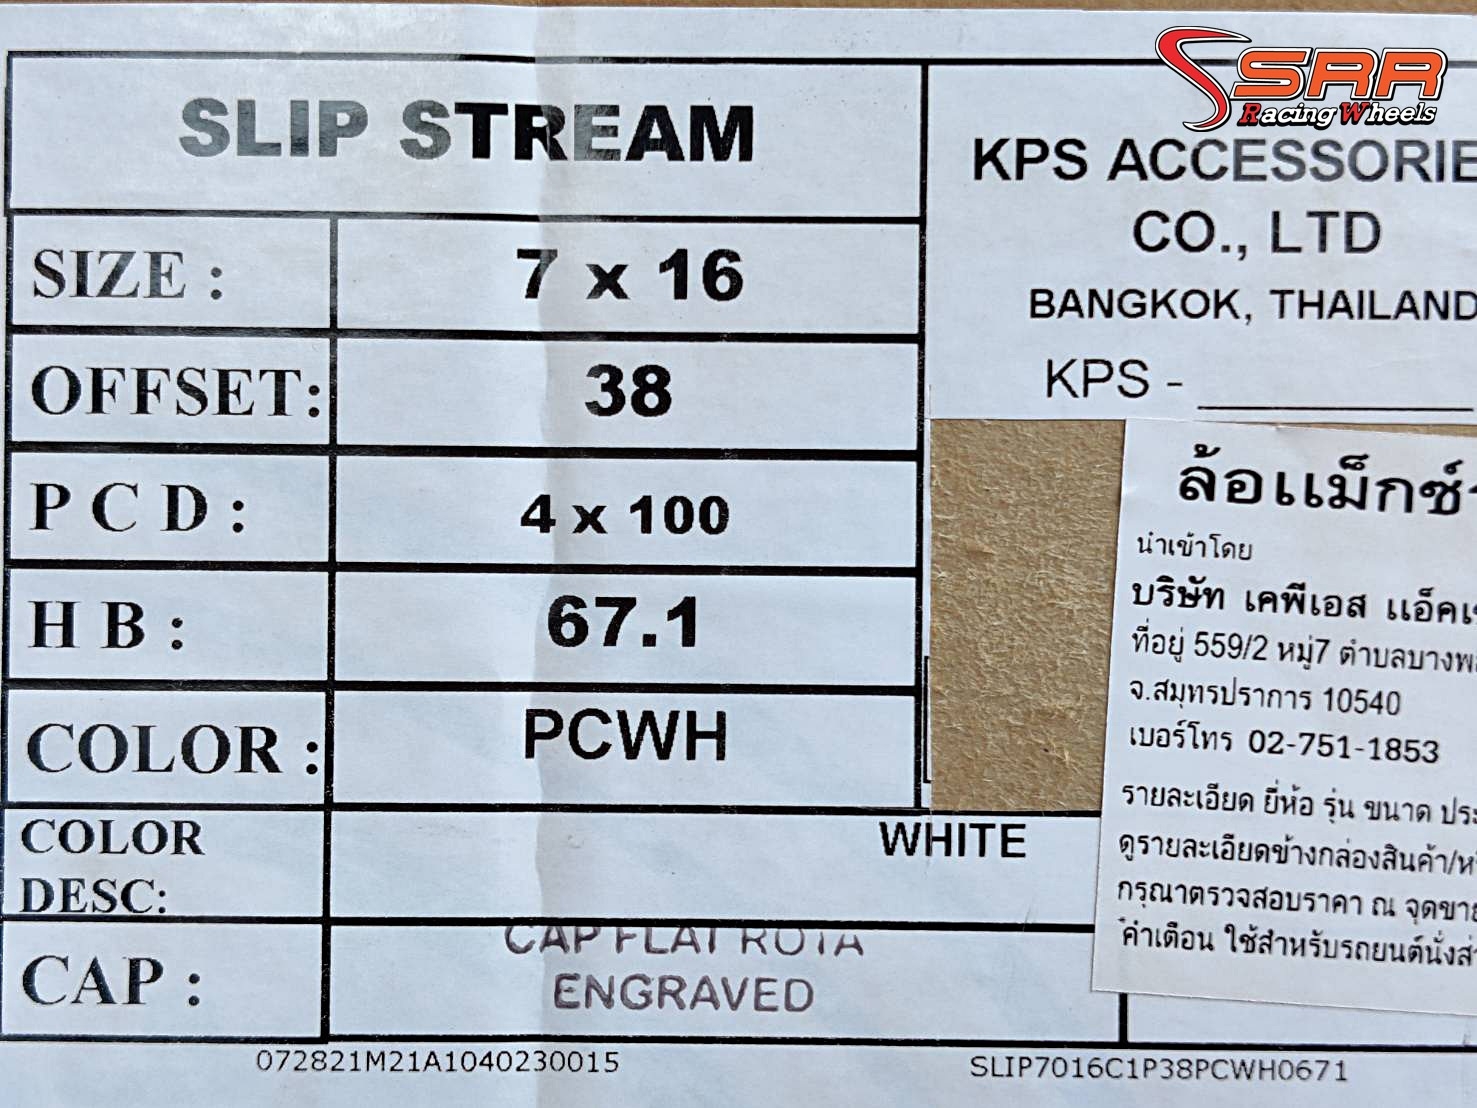 SRR
Racing Wheels
SLIP STREAM
SIZE : 7 x 16
OFFSET: 38
P C D : 4 x 100
H B : 67.1
COLOR : PCWH
COLOR DESC: WHITE
CAP : CAP FLAT ROTA
ENGRAVED
072821M21A1040230015
SLIP7016C1P38PCWH0671
KPS ACCESSORIE
CO., LTD
BANGKOK, THAILAND
KPS -
ล้อแม็กซ์
นำเข้าโดย
บริษัท เคพีเอส แอ็ค
ที่อยู่ 559/2 หมู่7 ตำบลบางพ
จ.สมุทรปราการ 10540
เบอร์โทร 02-751-1853
รายละเอียด ยี่ห้อ รุ่น ขนาด ประ
ดูรายละเอียดข้างกล่องสินค้า/ห
กรุณาตรวจสอบราคา ณ จุดขา
คำเตือน ใช้สำหรับรถยนต์นั่งส่